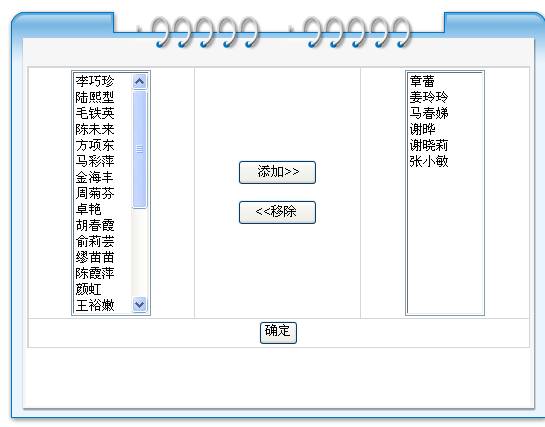 李巧珍
陆熙型
毛铁英
陈未来
方项东
马彩萍
金海丰
周菊芬
卓艳
胡春霞
俞莉芸
缪苗苗
陈霞萍
颜虹
王裕嫩
添加>>
<<移除
章蕾
姜玲玲
马春娣
谢晔
谢晓莉
张小敏
确定